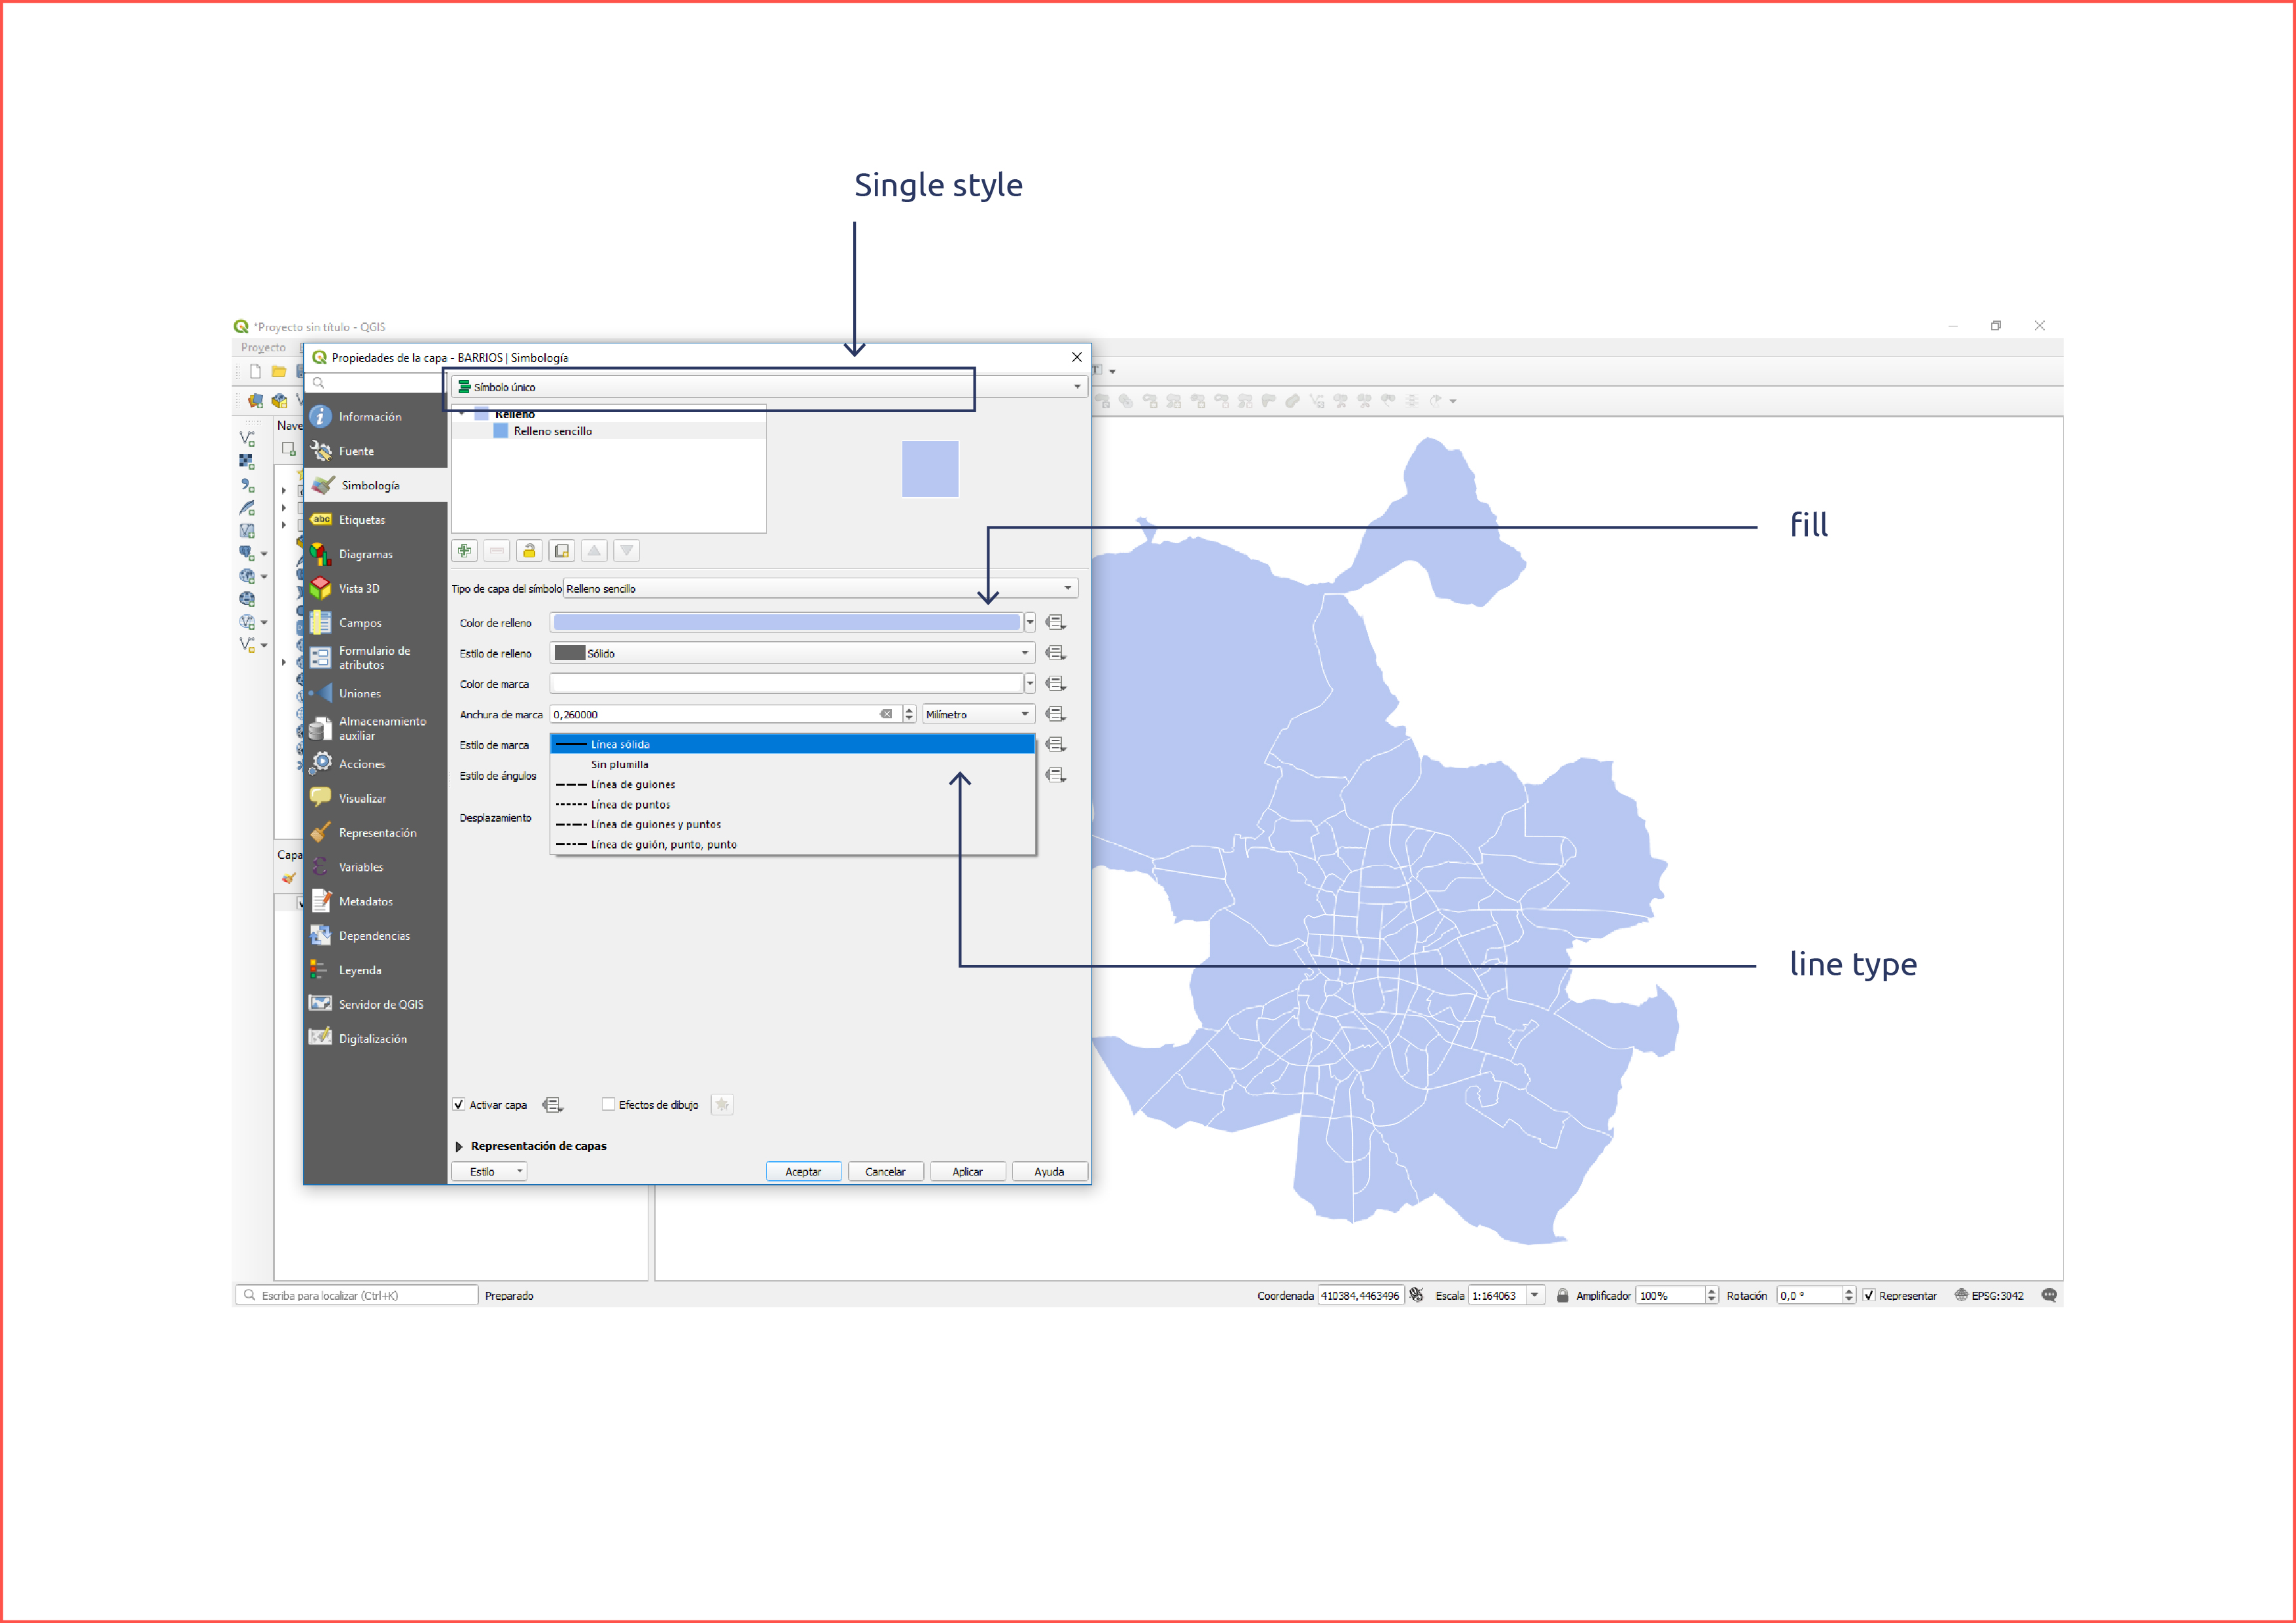 Single style
*Proyecto sin título - QGIS
Proyecto
Propiedades de la capa - BARRIOS | Simbología
Símbolo único
Relleno
Relleno sencillo
Información
Fuente
Simbología
Etiquetas
Diagramas
Vista 3D
Campos
Formulario de
atributos
Uniones
Almacenamiento
auxiliar
Acciones
Visualizar
Representación
Variables
Metadatos
Dependencias
Leyenda
Servidor de QGIS
Digitalización
Nave
Capa
abc
fill
Tipo de capa del símbolo Relleno sencillo
Color de relleno
Estilo de relleno Sólido
Color de marca
Anchura de marca 0,260000 Milímetro
Estilo de marca Línea sólida
Sin plumilla
Estilo de ángulos
Línea de guiones
Línea de puntos
Desplazamiento
Línea de guiones y puntos
Línea de guión, punto, punto
line type
Activar capa Efectos de dibujo
Representación de capas
Estilo Aceptar Cancelar Aplicar Ayuda
Escriba para localizar (Ctrl+K) Preparado Coordenada 410384,4463496 Escala 1:164063 Amplificador 100% Rotación 0,0 ° Representar EPSG:3042